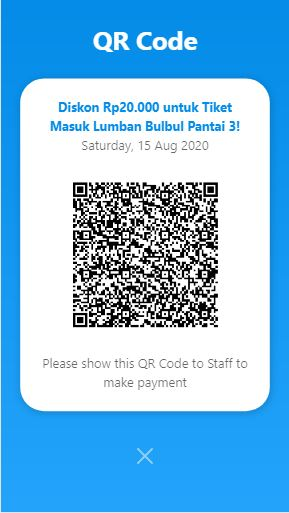 QR Code
Diskon Rp20.000 untuk Tiket
Masuk Lumban Bulbul Pantai 3!
Saturday, 15 Aug 2020
Please show this QR Code to Staff to
make payment